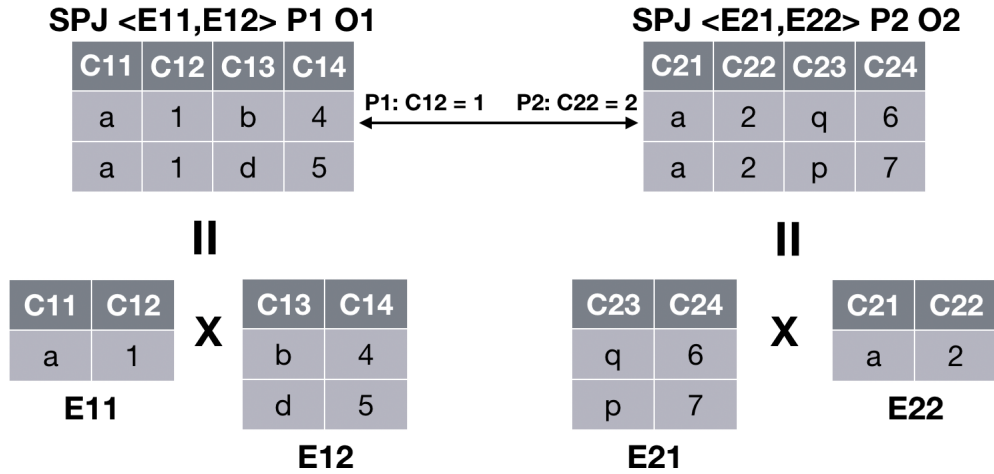 SPJ <E11,E12> P1 O1
C11 C12 C13 C14
a 1 b 4
a 1 d 5
P1: C12 = 1 P2: C22 = 2
SPJ <E21,E22> P2 O2
C21 C22 C23 C24
a 2 q 6
a 2 p 7
=
=
C11 C12
a 1
E11
X
C13 C14
b 4
d 5
E12
C23 C24
q 6
p 7
E21
X
C21 C22
a 2
E22